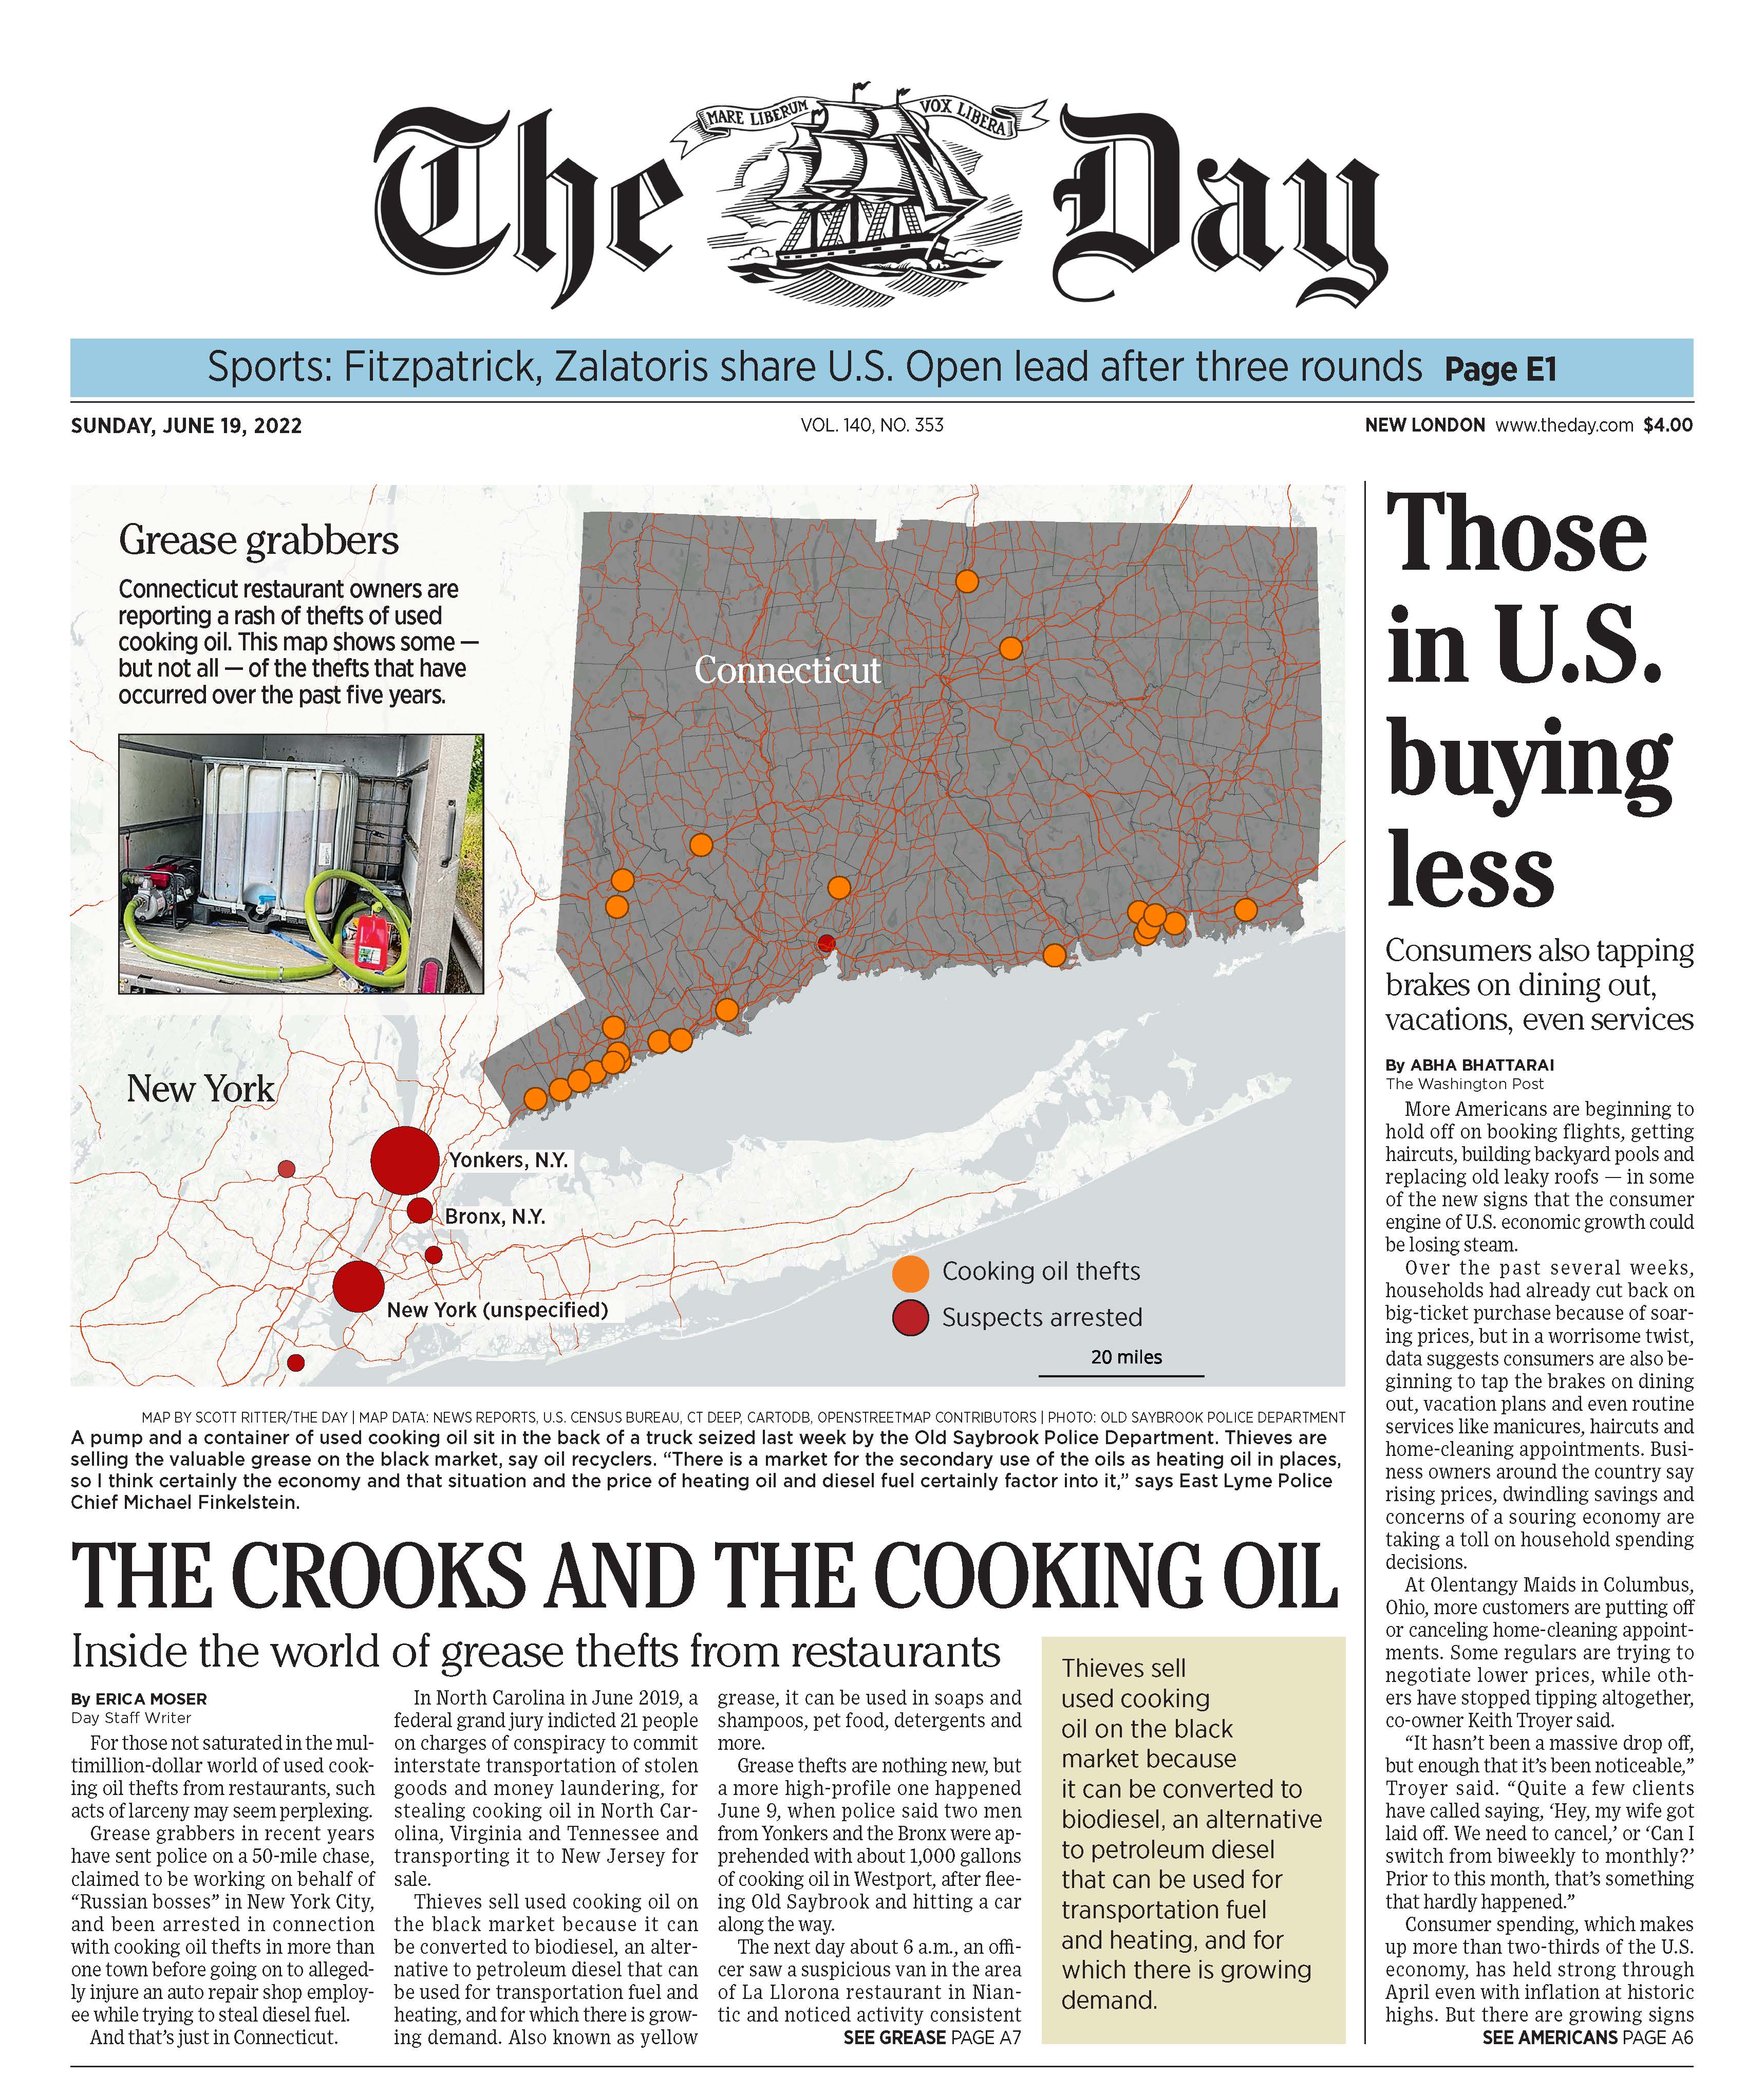 The Day
MARE LIBERUM
VOX LIBERA
Sports: Fitzpatrick, Zalatoris share U.S. Open lead after three rounds Page E1
SUNDAY, JUNE 19, 2022
VOL. 140, NO. 353
NEW LONDON www.theday.com $4.00
Grease grabbers
Connecticut restaurant owners are
reporting a rash of thefts of used
cooking oil. This map shows some —
but not all — of the thefts that have
occurred over the past five years.
Connecticut
New York
Yonkers, N.Y.
Bronx, N.Y.
New York (unspecified)
Cooking oil thefts
Suspects arrested
20 miles
MAP BY SCOTT RITTER/THE DAY | MAP DATA: NEWS REPORTS, U.S. CENSUS BUREAU, CT DEEP, CARTODB, OPENSTREETMAP CONTRIBUTORS | PHOTO: OLD SAYBROOK POLICE DEPARTMENT
A pump and a container of used cooking oil sit in the back of a truck seized last week by the Old Saybrook Police Department. Thieves are
selling the valuable grease on the black market, say oil recyclers. “There is a market for the secondary use of the oils as heating oil in places,
so I think certainly the economy and that situation and the price of heating oil and diesel fuel certainly factor into it,” says East Lyme Police
Chief Michael Finkelstein.
THE CROOKS AND THE COOKING OIL
Inside the world of grease thefts from restaurants
By ERICA MOSER
Day Staff Writer
For those not saturated in the mul-
timillion-dollar world of used cook-
ing oil thefts from restaurants, such
acts of larceny may seem perplexing.
Grease grabbers in recent years
have sent police on a 50-mile chase,
claimed to be working on behalf of
“Russian bosses” in New York City,
and been arrested in connection
with cooking oil thefts in more than
one town before going on to alleged-
ly injure an auto repair shop employ-
ee while trying to steal diesel fuel.
And that’s just in Connecticut.
In North Carolina in June 2019, a
federal grand jury indicted 21 people
on charges of conspiracy to commit
interstate transportation of stolen
goods and money laundering, for
stealing cooking oil in North Car-
olina, Virginia and Tennessee and
transporting it to New Jersey for
sale.
Thieves sell used cooking oil on
the black market because it can
be converted to biodiesel, an alter-
native to petroleum diesel that can
be used for transportation fuel and
heating, and for which there is grow-
ing demand. Also known as yellow
grease, it can be used in soaps and
shampoos, pet food, detergents and
more.
Grease thefts are nothing new, but
a more high-profile one happened
June 9, when police said two men
from Yonkers and the Bronx were ap-
prehended with about 1,000 gallons
of cooking oil in Westport, after flee-
ing Old Saybrook and hitting a car
along the way.
The next day about 6 a.m., an offi-
cer saw a suspicious van in the area
of La Llorona restaurant in Nian-
tic and noticed activity consistent
SEE GREASE PAGE A7
Thieves sell
used cooking
oil on the black
market because
it can be converted to
biodiesel, an alternative
to petroleum diesel
that can be used for
transportation fuel
and heating, and for
which there is growing
demand.
Those
in U.S.
buying
less
Consumers also tapping
brakes on dining out,
vacations, even services
By ABHA BHATTARAI
The Washington Post
More Americans are beginning to
hold off on booking flights, getting
haircuts, building backyard pools and
replacing old leaky roofs — in some
of the new signs that the consumer
engine of U.S. economic growth could
be losing steam.
Over the past several weeks,
households had already cut back on
big-ticket purchase because of soar-
ing prices, but in a worrisome twist,
data suggests consumers are also be-
ginning to tap the brakes on dining
out, vacation plans and even routine
services like manicures, haircuts and
home-cleaning appointments. Busi-
ness owners around the country say
rising prices, dwindling savings and
concerns of a souring economy are
taking a toll on household spending
decisions.
At Olentangy Maids in Columbus,
Ohio, more customers are putting off
or canceling home-cleaning appoint-
ments. Some regulars are trying to
negotiate lower prices, while oth-
ers have stopped tipping altogether,
co-owner Keith Troyer said.
“It hasn’t been a massive drop off,
but enough that it’s been noticeable,”
Troyer said. “Quite a few clients
have called saying, ‘Hey, my wife got
laid off. We need to cancel,’ or ‘Can I
switch from biweekly to monthly?’
Prior to this month, that’s something
that hardly happened.”
Consumer spending, which makes
up more than two-thirds of the U.S.
economy, has held strong through
April even with inflation at historic
highs. But there are growing signs
SEE AMERICANS PAGE A6